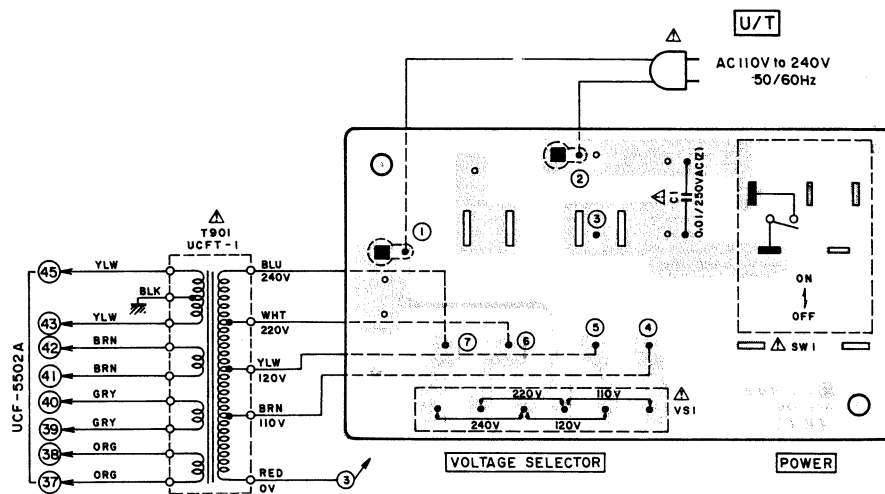 U/T
AC 110V to 240V
50/60Hz
②
①
③
C1
0.01/250VAC(Z)
ON
OFF
SW1
T901
UCFT-1
45
YLW
BLU
240V
BLK
43
YLW
WHT
220V
42
BRN
41
BRN
YLW
120V
40
GRY
BRN
110V
39
GRY
38
ORG
37
ORG
RED
0V
③
UCF-5502A
⑦
⑥
⑤
④
220V
110V
240V
120V
VS1
VOLTAGE SELECTOR
POWER